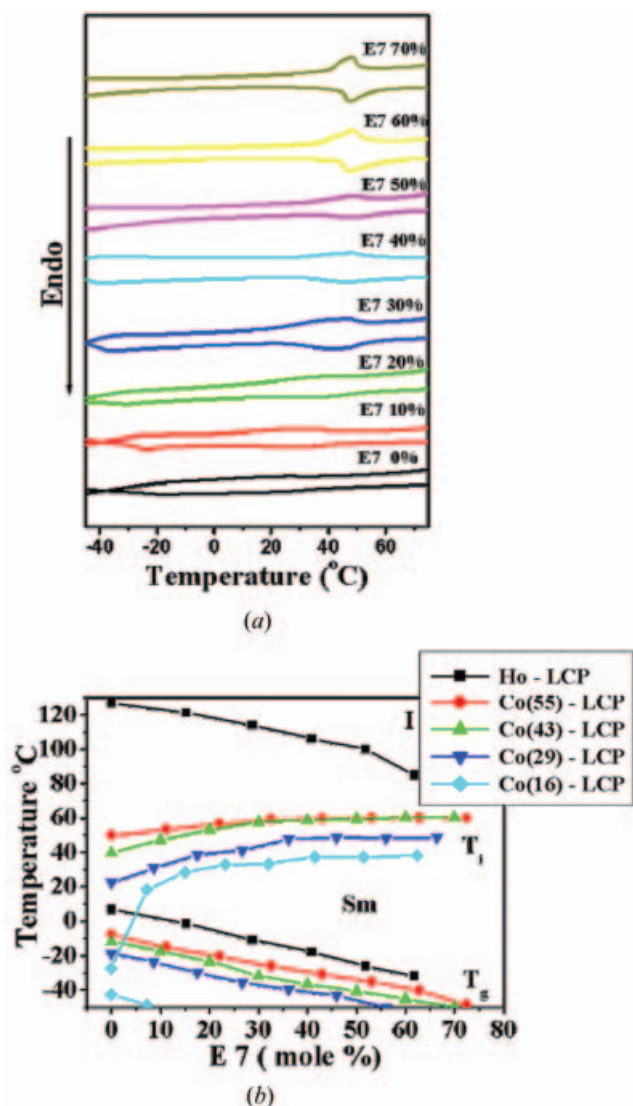 E7 70%
E7 60%
E7 50%
E7 40%
E7 30%
E7 20%
E7 10%
E7 0%
Endo
-40 -20 0 20 40 60
Temperature (°C)
(a)
Ho - LCP
Co(55) - LCP
Co(43) - LCP
Co(29) - LCP
Co(16) - LCP
120
100
80
60
40
20
0
-20
-40
Temperature °C
I
T_i
Sm
T_g
0 10 20 30 40 50 60 70 80
E 7 ( mole %)
(b)